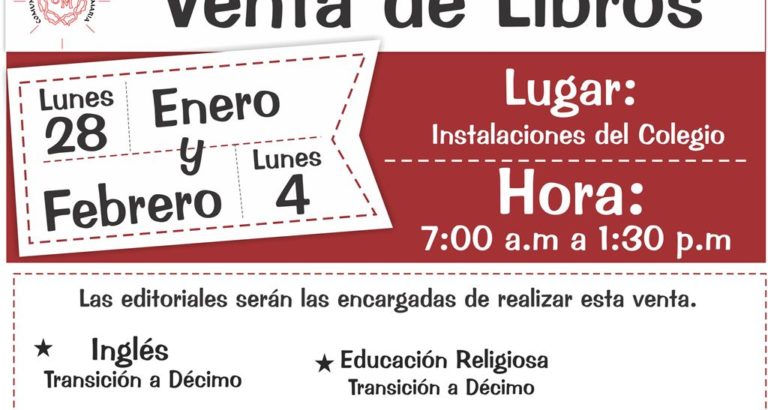 Venta de Libros
Lunes
28
Enero
y
Febrero
Lunes
4
Lugar:
Instalaciones del Colegio
Hora:
7:00 a.m a 1:30 p.m
Las editoriales serán las encargadas de realizar esta venta.
★ Inglés
Transición a Décimo
★ Educación Religiosa
Transición a Décimo